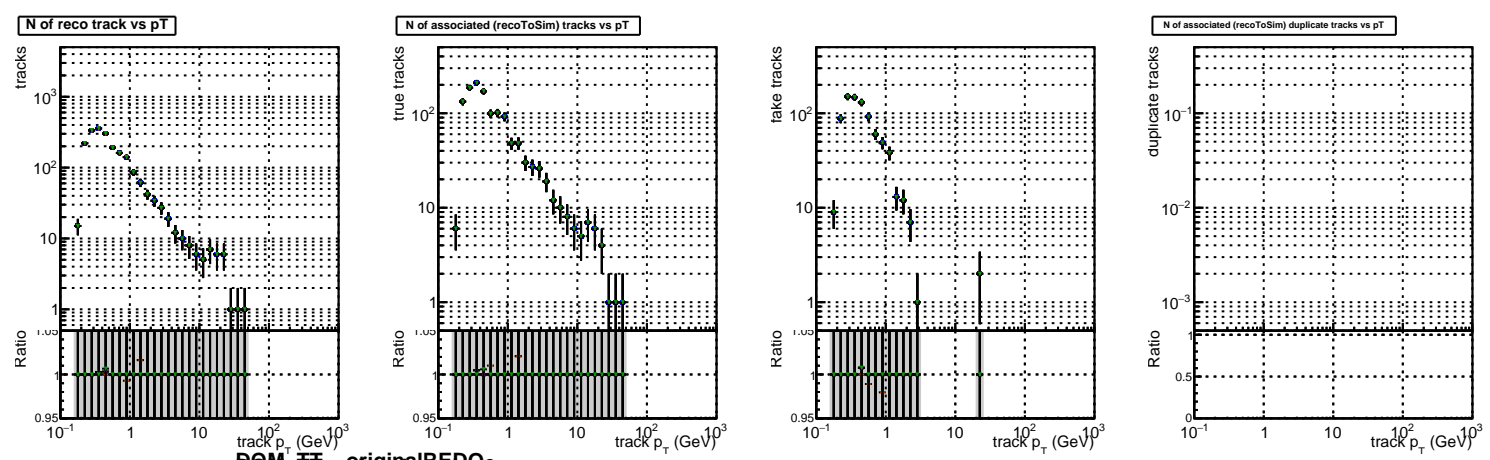 N of reco track vs pT
N of associated (recoToSim) tracks vs pT
N of associated (recoToSim) duplicate tracks vs pT
tracks
10³
10²
10
1
Ratio
1.05
1
0.95
10⁻¹ 1 10 10² 10³
track p_T (GeV)
true tracks
10²
10
1
Ratio
1.05
1
0.95
10⁻¹ 1 10 10² 10³
track p_T (GeV)
fake tracks
10²
10
1
Ratio
1.05
1
0.95
10⁻¹ 1 10 10² 10³
track p_T (GeV)
duplicate tracks
10⁻¹
10⁻²
10⁻³
Ratio
1
0.5
0
10⁻¹ 1 10 10² 10³
track p_T (GeV)